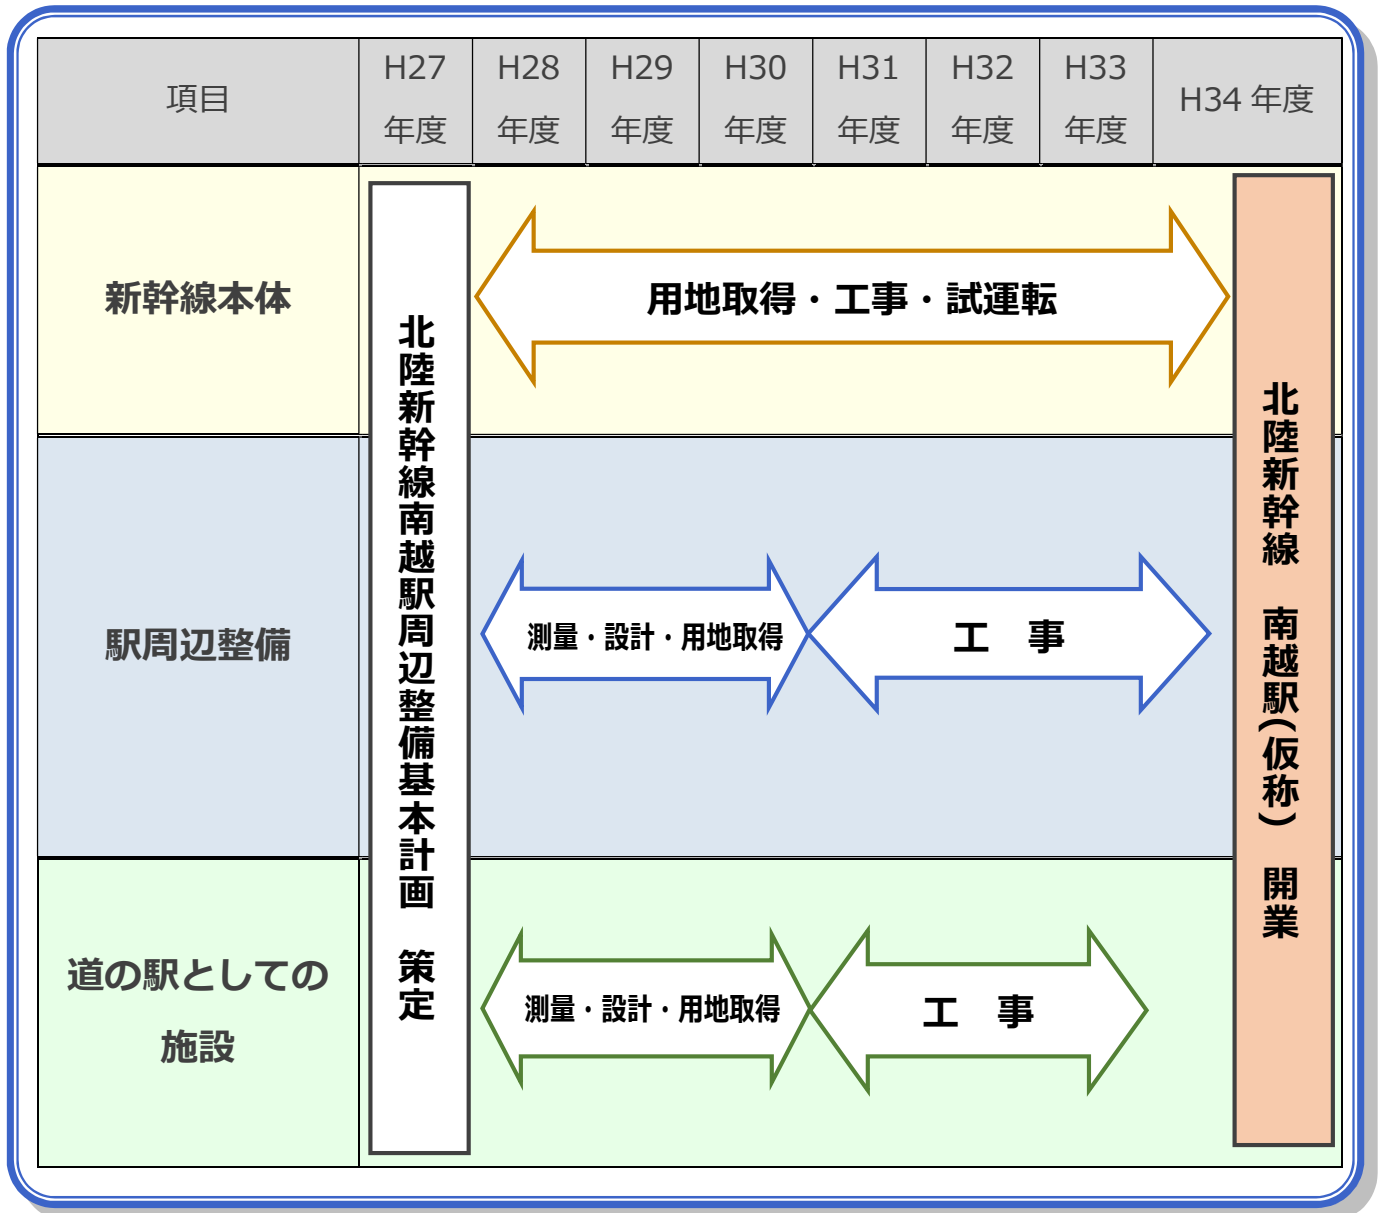 項目
H27
年度
H28
年度
H29
年度
H30
年度
H31
年度
H32
年度
H33
年度
H34 年度
新幹線本体
用地取得・工事・試運転
駅周辺整備
測量・設計・用地取得
工　事
道の駅としての
施設
測量・設計・用地取得
工　事
北陸新幹線南越駅周辺整備基本計画　策定
北陸新幹線　南越駅(仮称)　開業